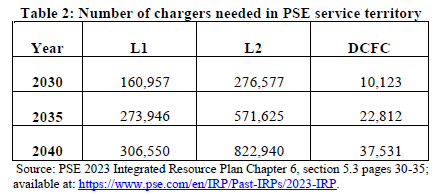 Table 2: Number of chargers needed in PSE service territory
Year L1 L2 DCFC
2030 160,957 276,577 10,123
2035 273,946 571,625 22,812
2040 306,550 822,940 37,531
Source: PSE 2023 Integrated Resource Plan Chapter 6, section 5.3 pages 30-35;
available at: https://www.pse.com/en/IRP/Past-IRPs/2023-IRP.